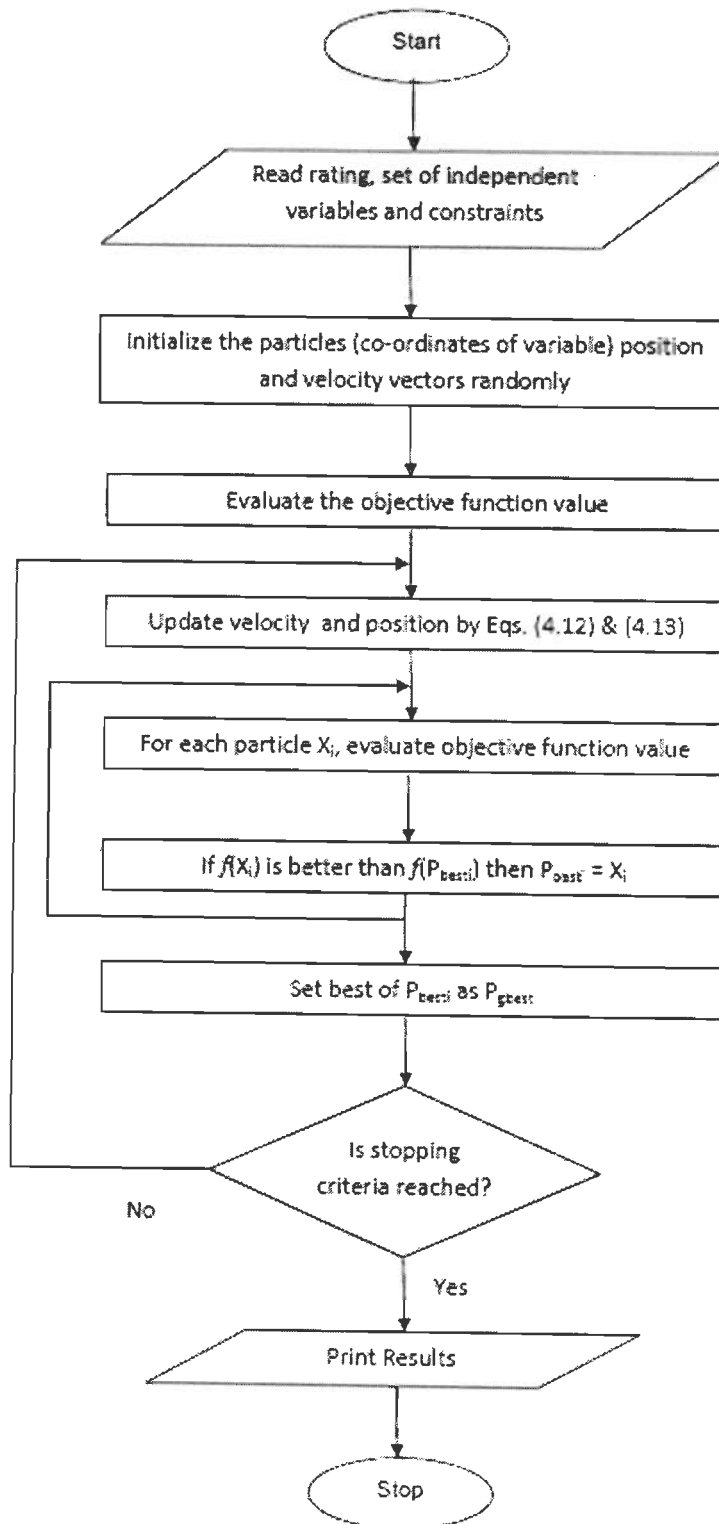 Start
Read rating, set of independent
variables and constraints
Initialize the particles (co-ordinates of variable) position
and velocity vectors randomly
Evaluate the objective function value
Update velocity and position by Eqs. (4.12) & (4.13)
For each particle Xi, evaluate objective function value
If f(Xi) is better than f(Pbesti) then Pbest = Xi
Set best of Pbesti as Pgbest
Is stopping
criteria reached?
No
Yes
Print Results
Stop